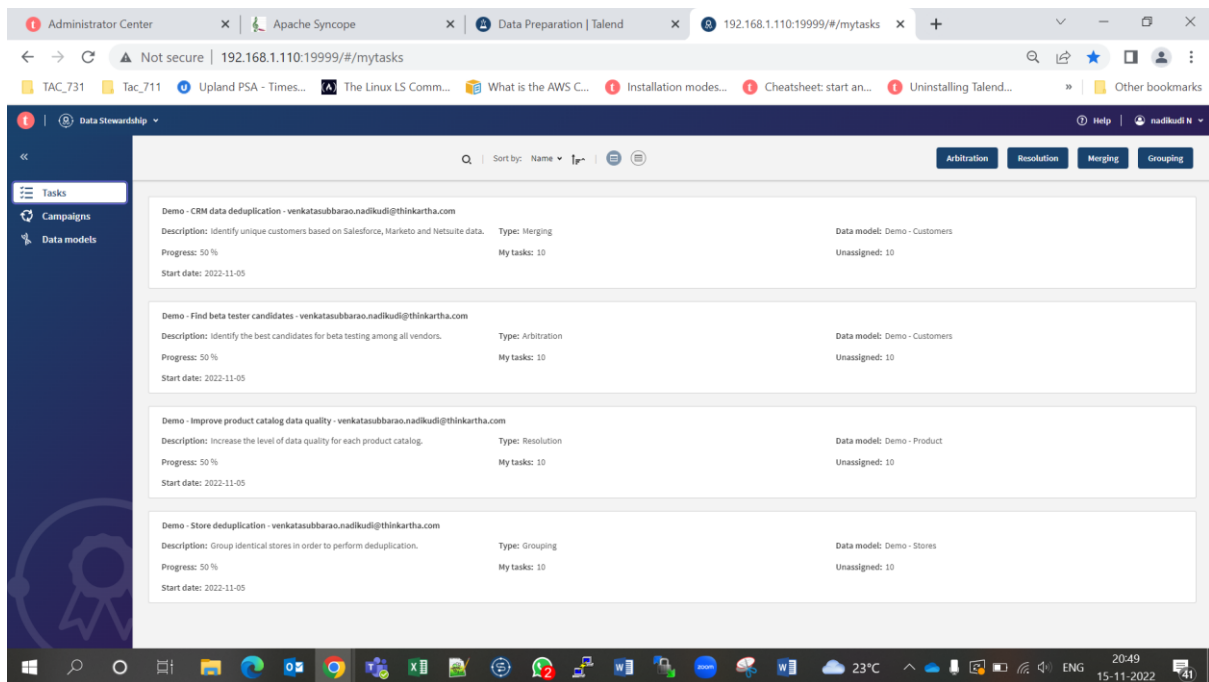 Administrator Center
Apache Syncope
Data Preparation | Talend
192.168.1.110:19999/#/mytasks
Not secure | 192.168.1.110:19999/#/mytasks
TAC_731 Tac_711 Upland PSA - Times... The Linux LS Comm... What is the AWS C... Installation modes... Cheatsheet: start an... Uninstalling Talend... » Other bookmarks
Data Stewardship Help nadikudi N
« Sort by: Name Arbitration Resolution Merging Grouping
Tasks
Campaigns
Data models
Demo - CRM data deduplication - venkatasubbarao.nadikudi@thinkartha.com
Description: Identify unique customers based on Salesforce, Marketo and Netsuite data. Type: Merging Data model: Demo - Customers
Progress: 50 % My tasks: 10 Unassigned: 10
Start date: 2022-11-05
Demo - Find beta tester candidates - venkatasubbarao.nadikudi@thinkartha.com
Description: Identify the best candidates for beta testing among all vendors. Type: Arbitration Data model: Demo - Customers
Progress: 50 % My tasks: 10 Unassigned: 10
Start date: 2022-11-05
Demo - Improve product catalog data quality - venkatasubbarao.nadikudi@thinkartha.com
Description: Increase the level of data quality for each product catalog. Type: Resolution Data model: Demo - Product
Progress: 50 % My tasks: 10 Unassigned: 10
Start date: 2022-11-05
Demo - Store deduplication - venkatasubbarao.nadikudi@thinkartha.com
Description: Group identical stores in order to perform deduplication. Type: Grouping Data model: Demo - Stores
Progress: 50 % My tasks: 10 Unassigned: 10
Start date: 2022-11-05
23°C ENG 20:49
15-11-2022 41